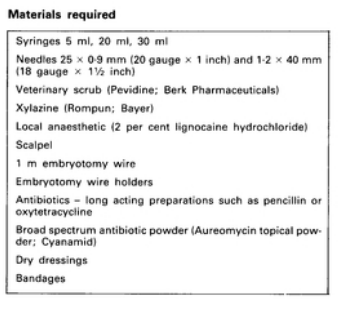 Materials required
Syringes 5 ml, 20 ml, 30 ml
Needles 25 × 0·9 mm (20 gauge × 1 inch) and 1·2 × 40 mm
(18 gauge × 1½ inch)
Veterinary scrub (Pevidine; Berk Pharmaceuticals)
Xylazine (Rompun; Bayer)
Local anaesthetic (2 per cent lignocaine hydrochloride)
Scalpel
1 m embryotomy wire
Embryotomy wire holders
Antibiotics – long acting preparations such as pencillin or
oxytetracycline
Broad spectrum antibiotic powder (Aureomycin topical pow-
der; Cyanamid)
Dry dressings
Bandages